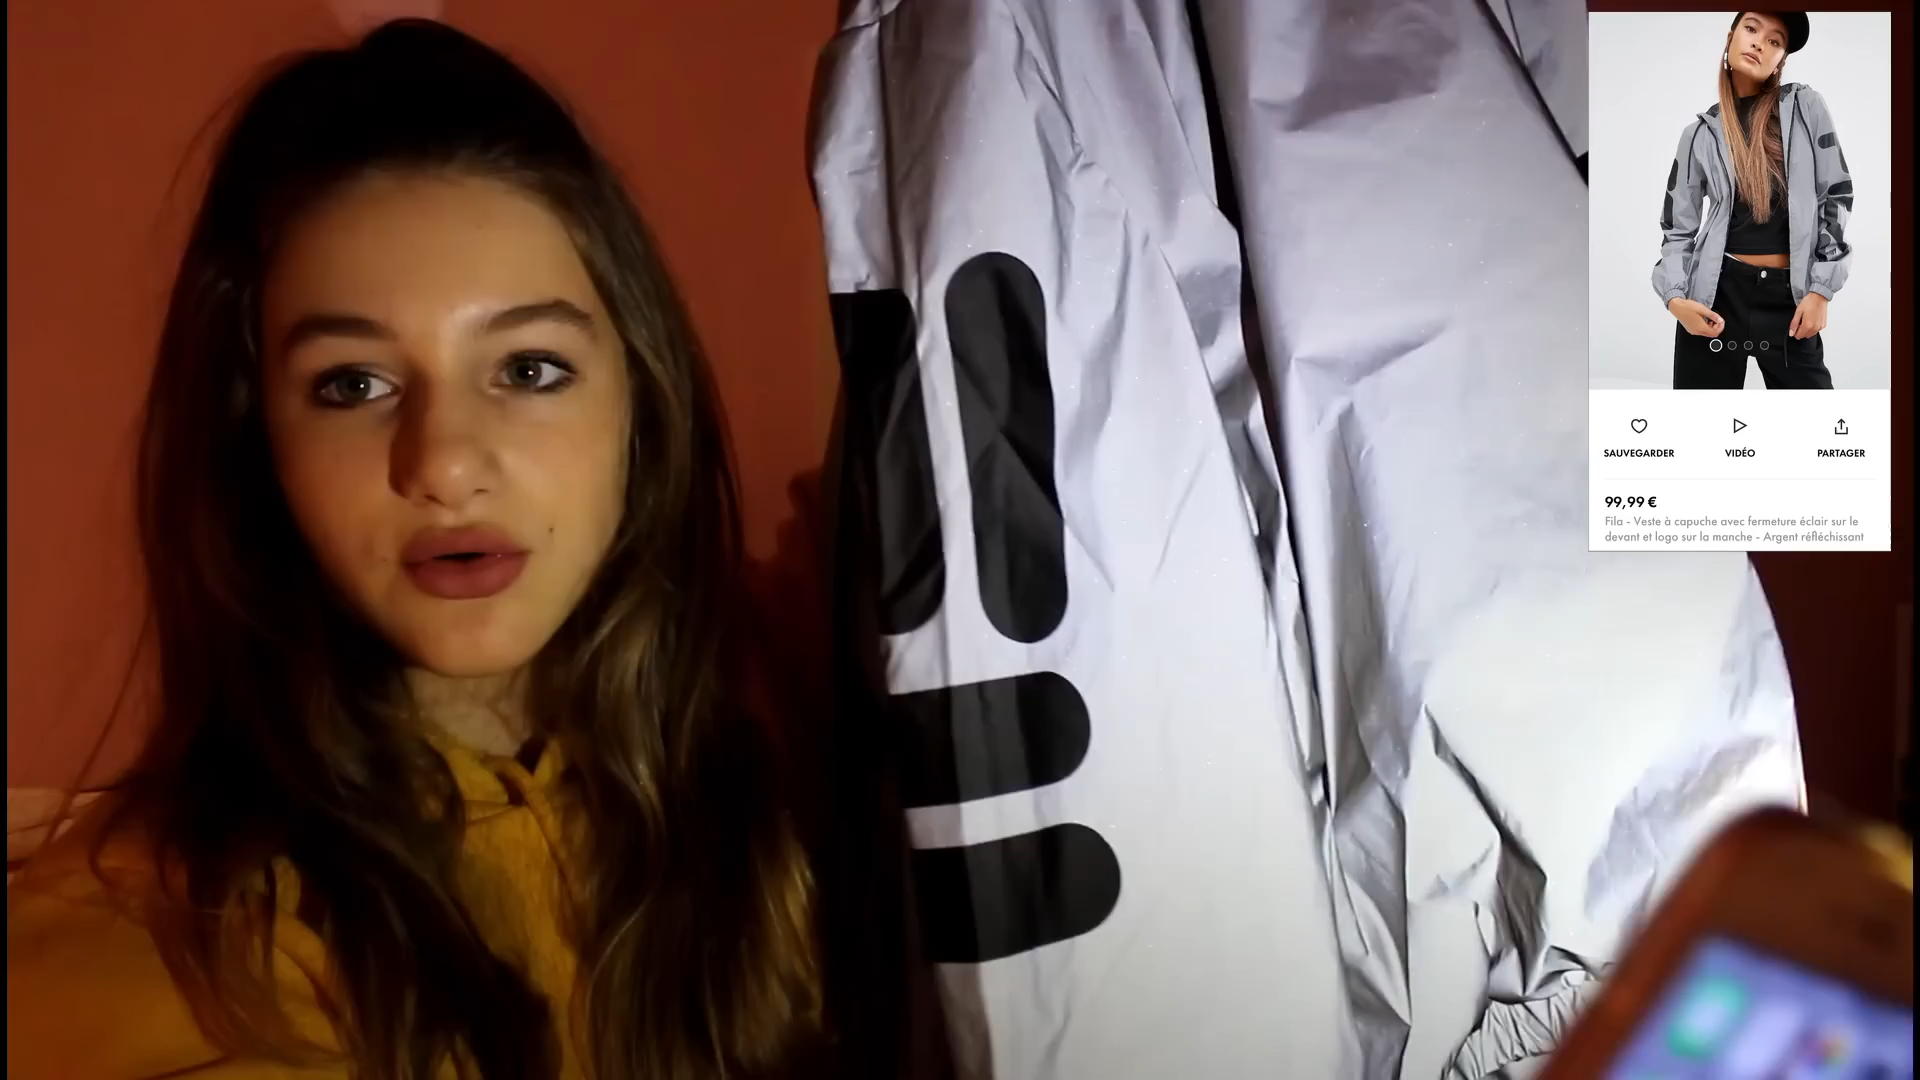 SAUVEGARDER
VIDÉO
PARTAGER
99,99 €
Fila - Veste à capuche avec fermeture éclair sur le
devant et logo sur la manche - Argent réfléchissant